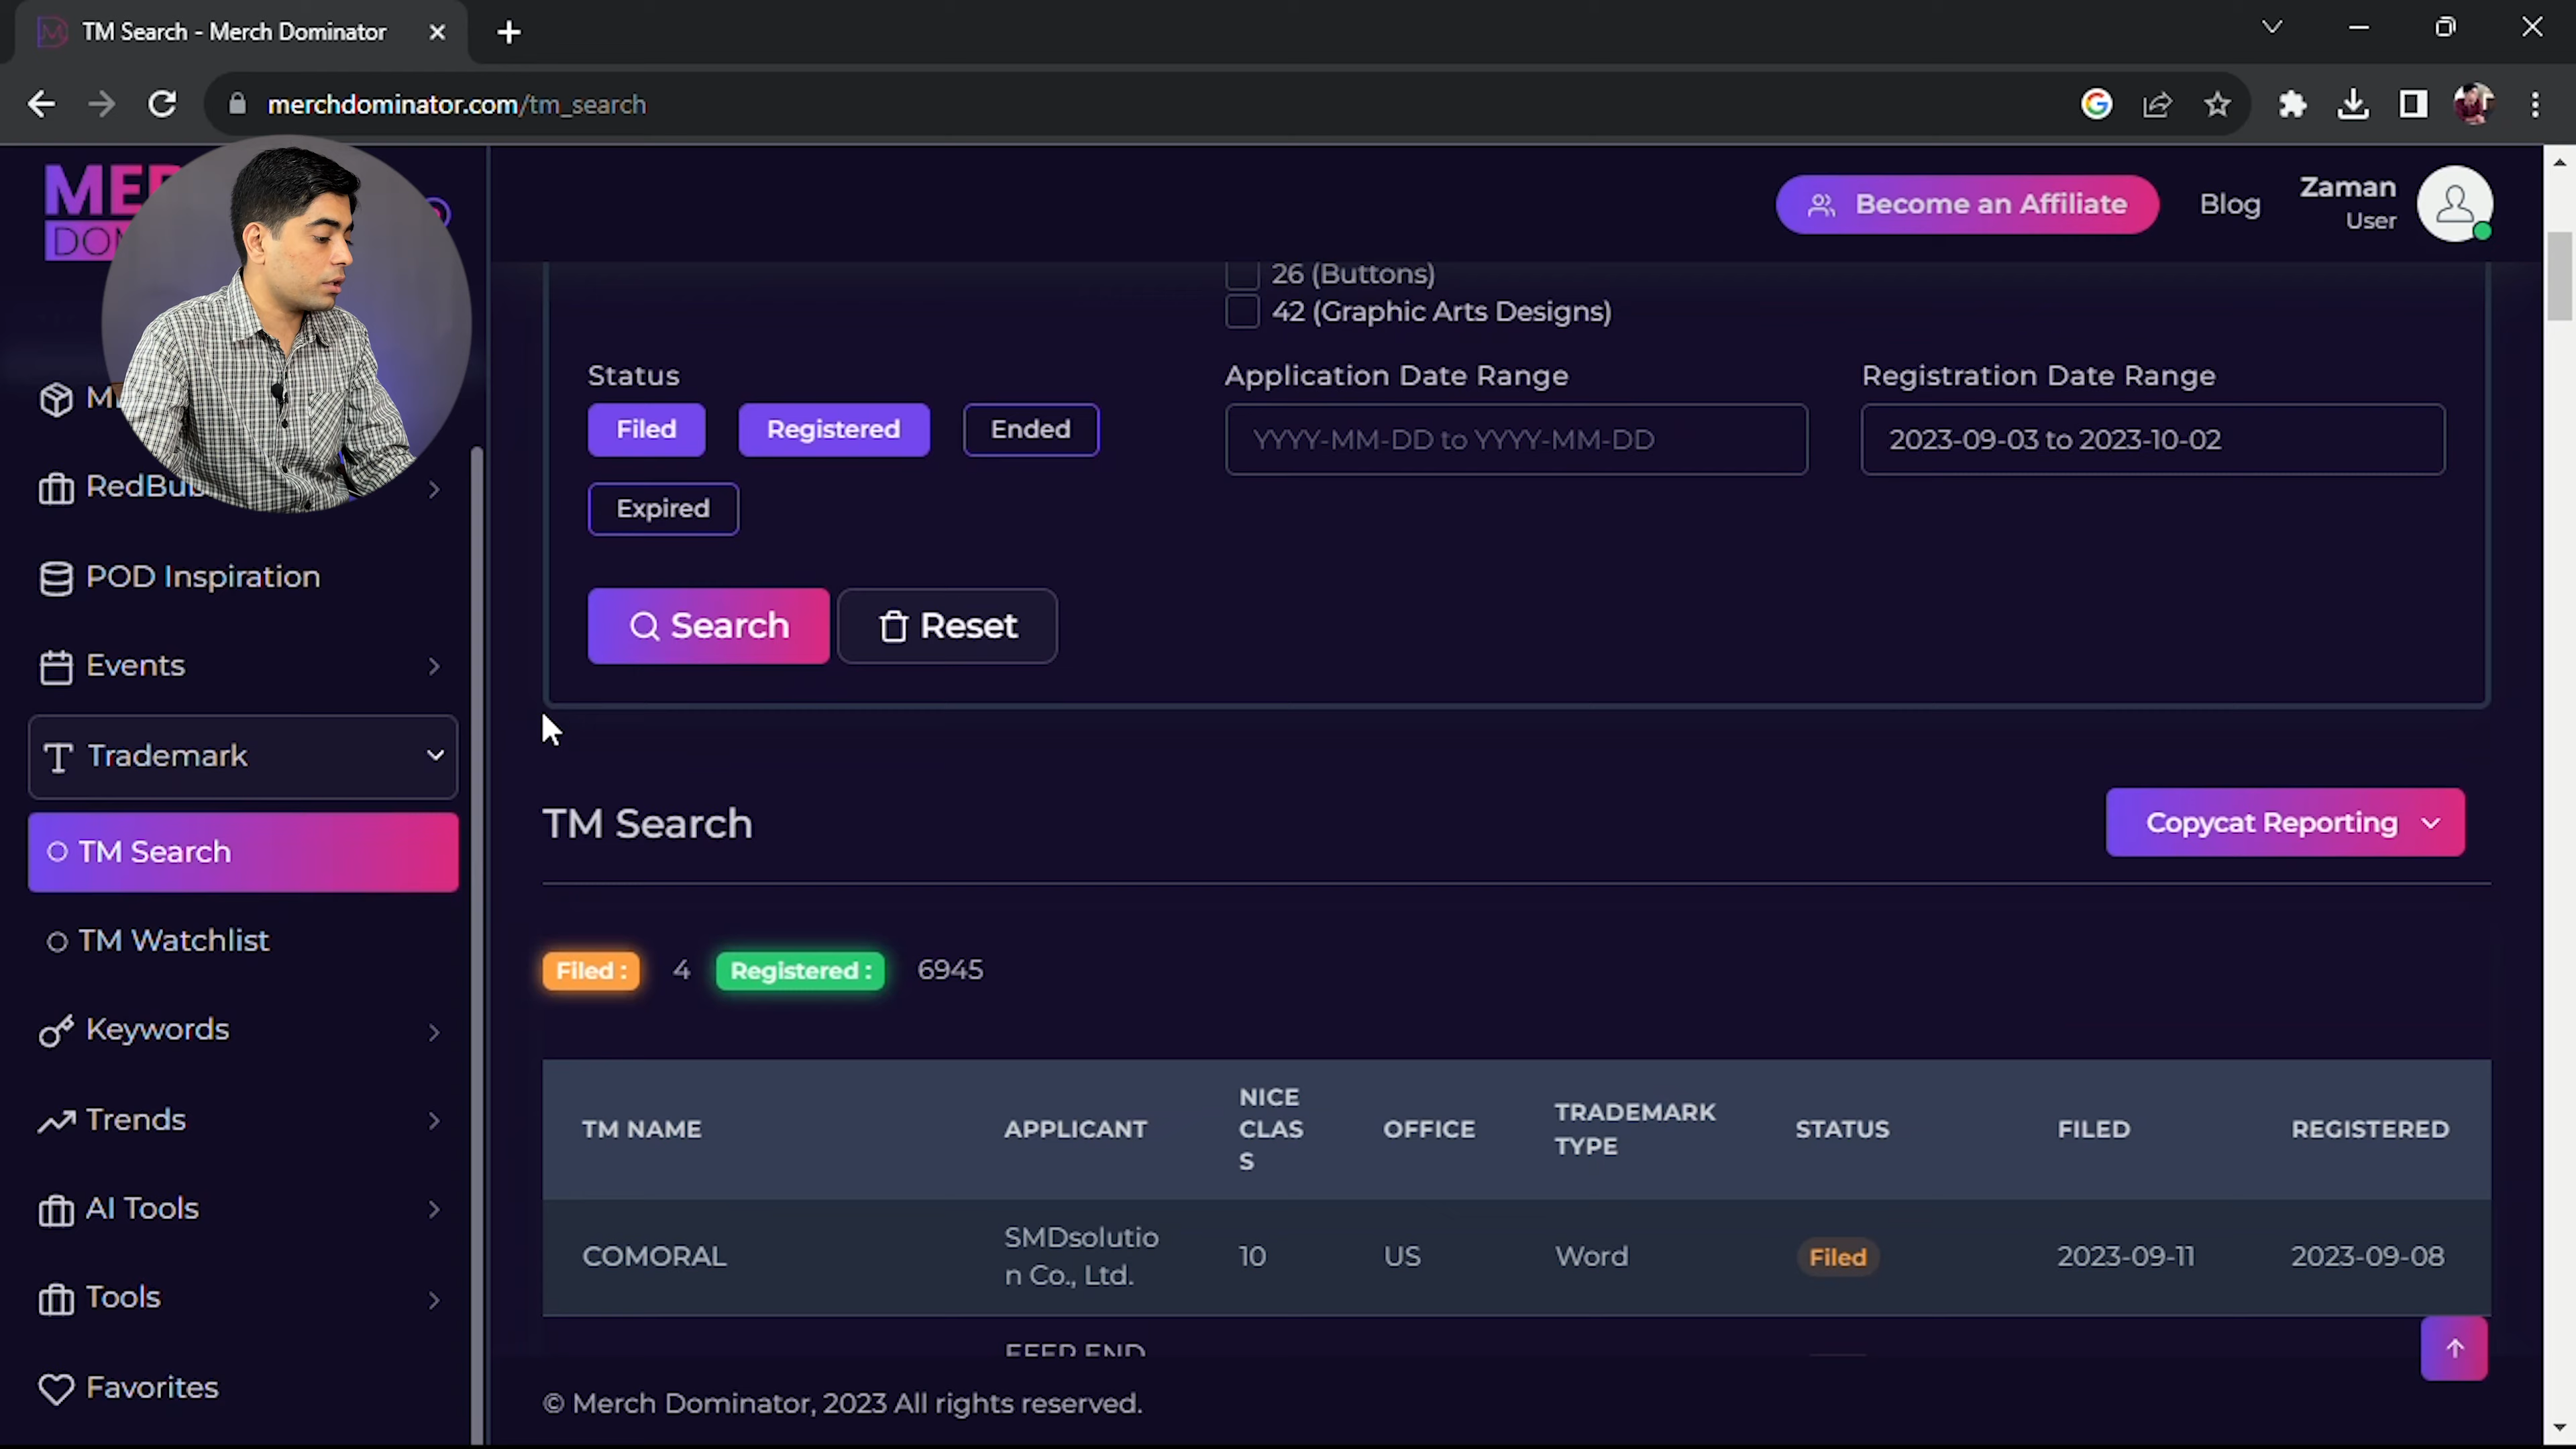 TM Search - Merch Dominator
merchdominator.com/tm_search
Become an Affiliate
Blog
Zaman
User
26 (Buttons)
42 (Graphic Arts Designs)
Status
Application Date Range
Registration Date Range
Filed
Registered
Ended
YYYY-MM-DD to YYYY-MM-DD
2023-09-03 to 2023-10-02
Expired
POD Inspiration
Search
Reset
Events
Trademark
TM Search
TM Search
Copycat Reporting
TM Watchlist
Filed :
4
Registered :
6945
Keywords
Trends
AI Tools
Tools
Favorites
TM NAME
APPLICANT
NICE
CLAS
S
OFFICE
TRADEMARK
TYPE
STATUS
FILED
REGISTERED
COMORAL
SMDsolutio
n Co., Ltd.
10
US
Word
Filed
2023-09-11
2023-09-08
© Merch Dominator, 2023 All rights reserved.